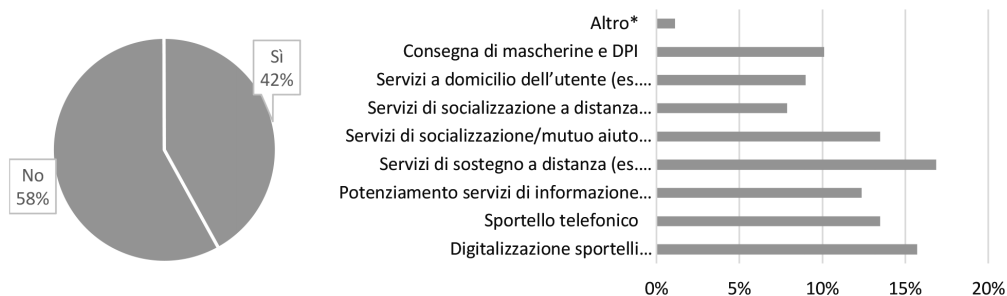 Sì
42%
No
58%
Altro*
Consegna di mascherine e DPI
Servizi a domicilio dell’utente (es....
Servizi di socializzazione a distanza...
Servizi di socializzazione/mutuo aiuto...
Servizi di sostegno a distanza (es....
Potenziamento servizi di informazione...
Sportello telefonico
Digitalizzazione sportelli...
0% 5% 10% 15% 20%